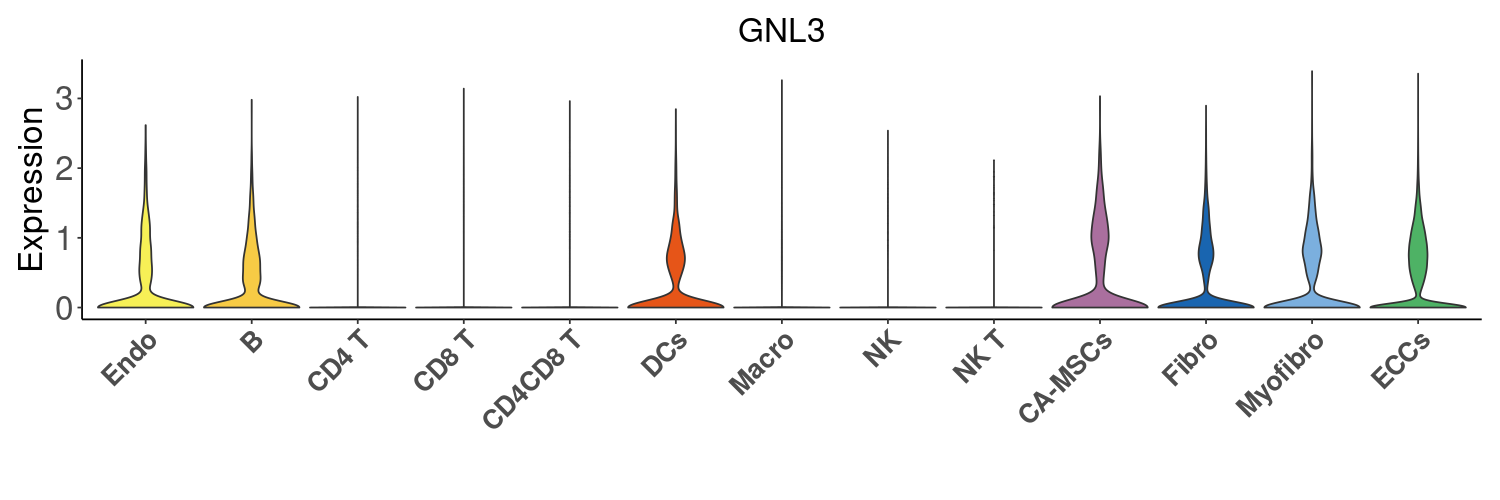 GNL3
Expression
3
2
1
0
Endo
B
CD4 T
CD8 T
CD4CD8 T
DCs
Macro
NK
NK T
CA-MSCs
Fibro
Myofibro
ECCs